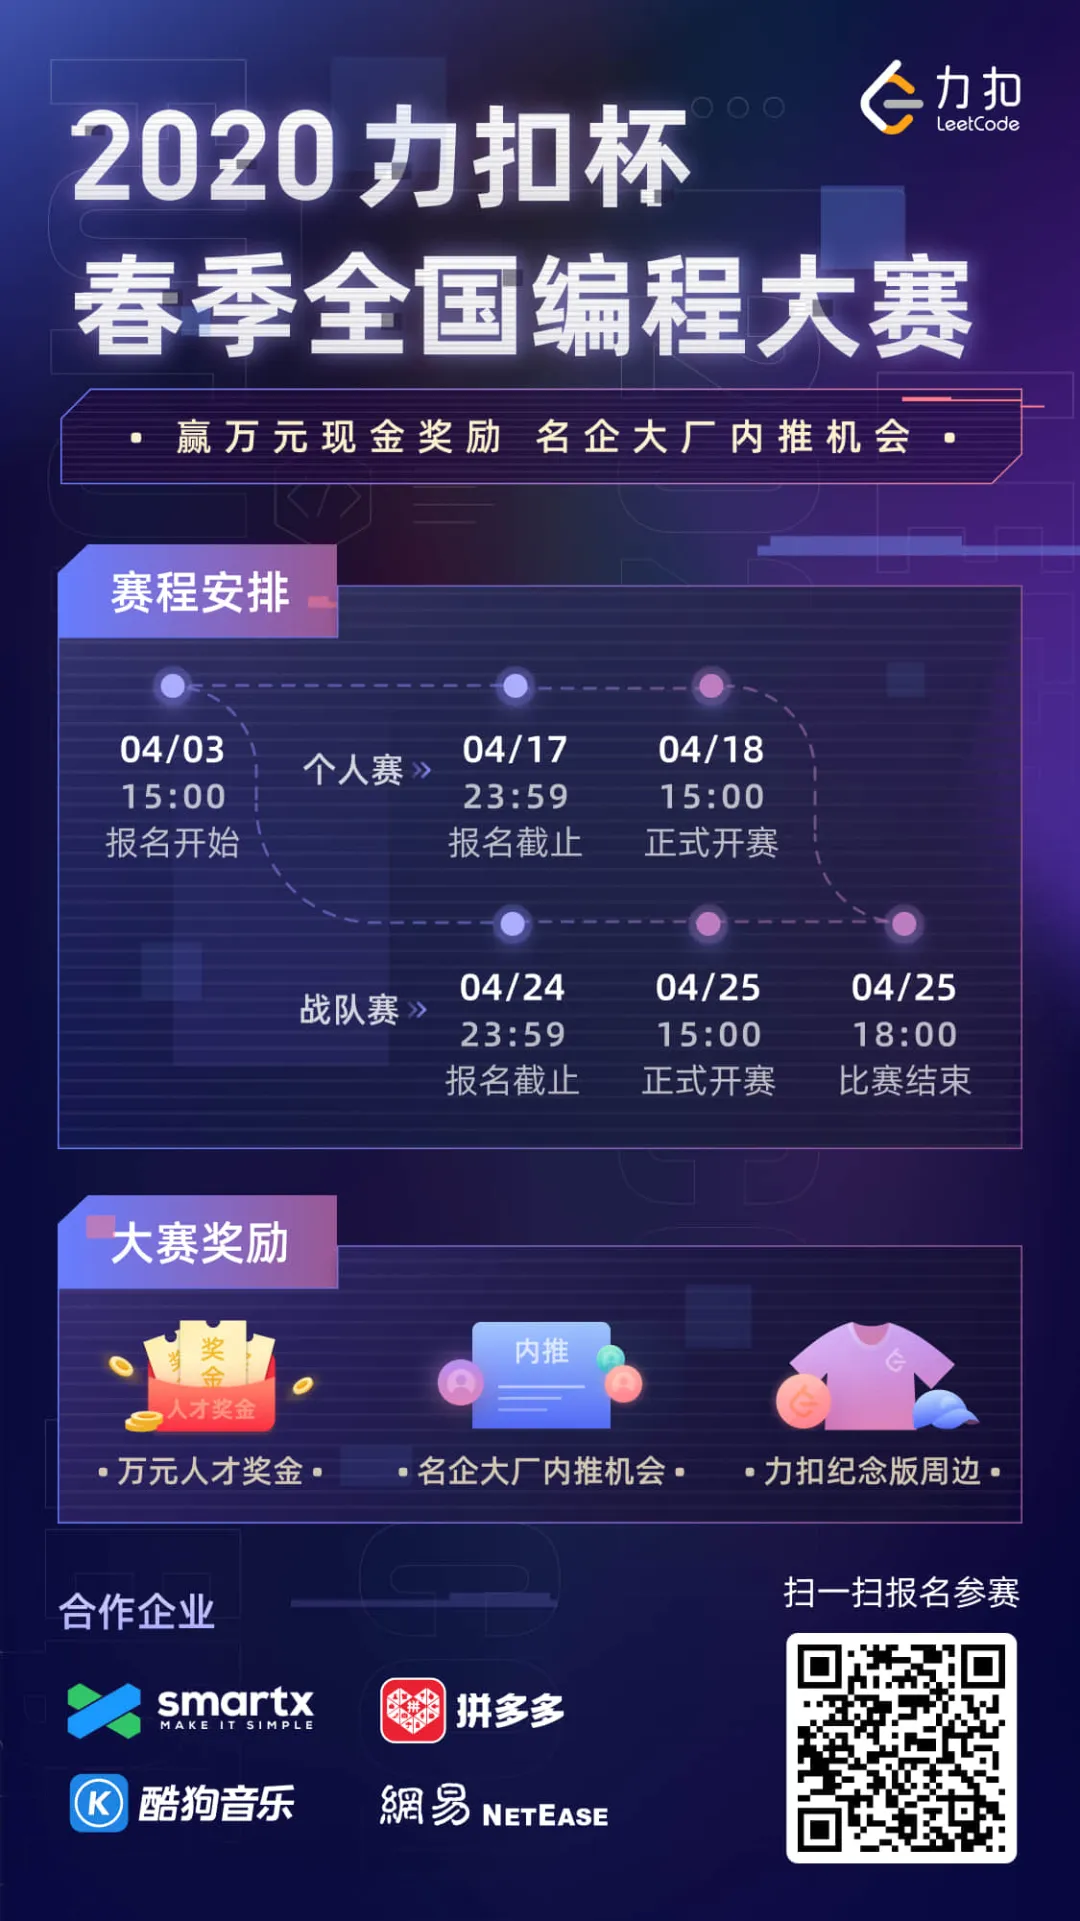 力扣
LeetCode
2020力扣杯
春季全国编程大赛
• 赢万元现金奖励 名企大厂内推机会 •
赛程安排
04/03
15:00
报名开始
个人赛 »
04/17
23:59
报名截止
04/18
15:00
正式开赛
战队赛 »
04/24
23:59
报名截止
04/25
15:00
正式开赛
04/25
18:00
比赛结束
大赛奖励
奖金
人才奖金
• 万元人才奖金 •
内推
• 名企大厂内推机会 •
• 力扣纪念版周边 •
合作企业
smartx
MAKE IT SIMPLE
拼多多
K 酷狗音乐
網易 NETEASE
扫一扫报名参赛